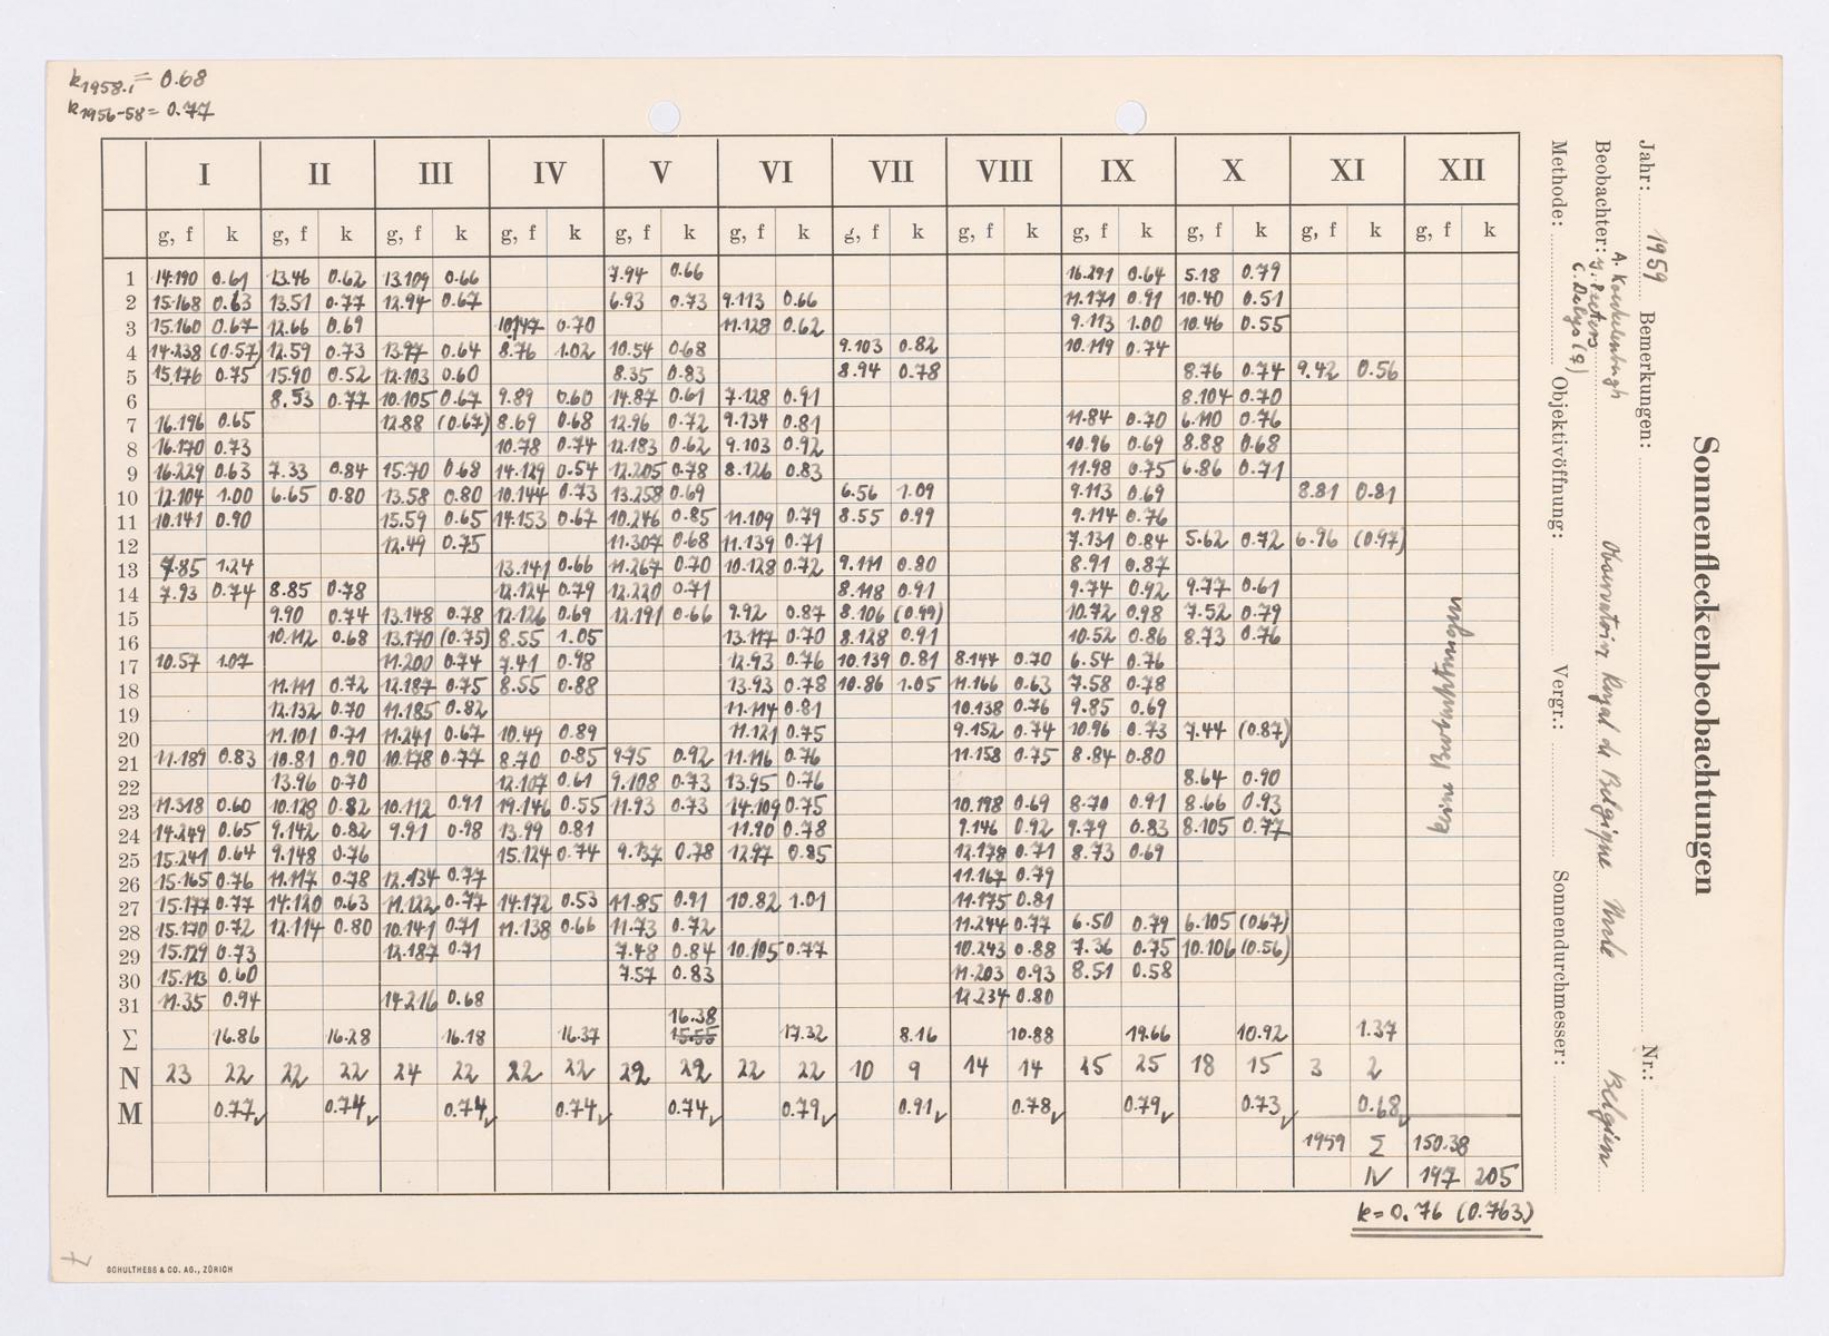 k1958.I = 0.68
k1956-58 = 0.77
I II III IV V VI VII VIII IX X XI XII
g, f k g, f k g, f k g, f k g, f k g, f k g, f k g, f k g, f k g, f k g, f k g, f k
1 14.190 0.61 13.46 0.62 13.109 0.66 7.94 0.66 16.291 0.64 5.18 0.79
2 15.168 0.63 13.51 0.77 12.94 0.67 6.93 0.73 9.113 0.66 11.171 0.91 10.40 0.51
3 15.160 0.67 12.66 0.69 10.147 0.70 11.128 0.62 9.113 1.00 10.46 0.55
4 14.238 (0.57) 12.59 0.73 13.97 0.64 8.76 1.02 10.54 0.68 9.103 0.82 10.119 0.74
5 15.176 0.75 15.90 0.52 12.103 0.60 8.35 0.83 8.94 0.78 8.76 0.74 9.42 0.56
6 8.53 0.77 10.105 0.67 9.89 0.60 14.87 0.61 7.128 0.91 8.104 0.70
7 16.196 0.65 12.88 (0.67) 8.69 0.68 12.96 0.72 9.134 0.81 11.84 0.70 6.110 0.76
8 16.170 0.73 10.78 0.74 12.183 0.62 9.103 0.92 10.96 0.69 8.88 0.68
9 16.229 0.63 7.33 0.84 15.70 0.68 14.129 0.54 12.205 0.78 8.126 0.83 11.98 0.75 6.86 0.71
10 12.104 1.00 6.65 0.80 13.58 0.80 10.144 0.73 13.258 0.69 6.56 1.09 9.113 0.69 8.81 0.81
11 10.141 0.90 15.59 0.65 14.153 0.67 10.246 0.85 11.109 0.79 8.55 0.99 9.114 0.76
12 12.49 0.75 11.307 0.68 11.139 0.71 7.131 0.84 5.62 0.72 6.96 (0.97)
13 7.85 1.24 13.141 0.66 11.267 0.70 10.128 0.72 9.111 0.80 8.91 0.87
14 7.93 0.74 8.85 0.78 12.124 0.79 12.220 0.71 8.118 0.91 9.74 0.92 9.77 0.61
15 9.90 0.74 13.148 0.78 12.126 0.69 12.191 0.66 9.92 0.87 8.106 (0.99) 10.72 0.98 7.52 0.79
16 10.112 0.68 13.170 (0.75) 8.55 1.05 13.117 0.70 8.128 0.91 10.52 0.86 8.73 0.76
17 10.57 1.07 11.200 0.74 7.41 0.98 12.93 0.76 10.139 0.81 8.144 0.70 6.54 0.76
18 11.111 0.72 12.187 0.75 8.55 0.88 13.93 0.78 10.86 1.05 11.166 0.63 7.58 0.78
19 12.132 0.70 11.185 0.82 11.114 0.81 10.138 0.76 9.85 0.69
20 11.101 0.71 11.241 0.67 10.49 0.89 11.121 0.75 9.152 0.74 10.96 0.73 7.44 (0.87)
21 11.189 0.83 10.81 0.90 10.178 0.77 8.70 0.85 9.75 0.92 11.116 0.76 11.158 0.75 8.84 0.80
22 13.96 0.70 12.107 0.61 9.108 0.73 13.95 0.76 8.64 0.90
23 11.318 0.60 10.128 0.82 10.112 0.91 19.146 0.55 11.93 0.73 14.109 0.75 10.198 0.69 8.70 0.91 8.66 0.93
24 14.249 0.65 9.142 0.82 9.91 0.98 13.99 0.81 11.90 0.78 9.146 0.92 9.79 0.83 8.105 0.77
25 15.241 0.64 9.148 0.76 15.124 0.74 9.137 0.78 12.97 0.85 12.178 0.71 8.73 0.69
26 15.165 0.76 11.117 0.78 12.134 0.77 11.167 0.79
27 15.177 0.77 14.120 0.63 11.122 0.77 14.172 0.53 11.85 0.91 10.82 1.01 11.175 0.81
28 15.170 0.72 12.114 0.80 10.141 0.71 11.138 0.66 11.73 0.72 11.244 0.77 6.50 0.79 6.105 (0.67)
29 15.129 0.73 12.187 0.71 7.48 0.84 10.105 0.77 10.243 0.88 7.36 0.75 10.106 (0.56)
30 15.113 0.60 7.57 0.83 11.203 0.93 8.51 0.58
31 11.35 0.94 14.216 0.68 12.234 0.80
16.38
Σ 16.86 16.28 16.18 16.37 15.55 17.32 8.16 10.88 19.66 10.92 1.37
N 23 22 22 22 24 22 22 22 22 22 22 22 10 9 14 14 25 25 18 15 3 2
M 0.77 0.74 0.74 0.74 0.74 0.79 0.91 0.78 0.79 0.73 0.68
1959 Σ 150.38
N 197 205
k = 0.76 (0.763)
SCHULTHESS & CO. AG., ZÜRICH
7
Sonnenfleckenbeobachtungen
Jahr: 1959 Bemerkungen: Nr.:
Beobachter: A. Koeckelenbergh
Observatoire Royal de Belgique Uccle Belgien
Methode: Objektivöffnung: Vergr.: Sonnendurchmesser: